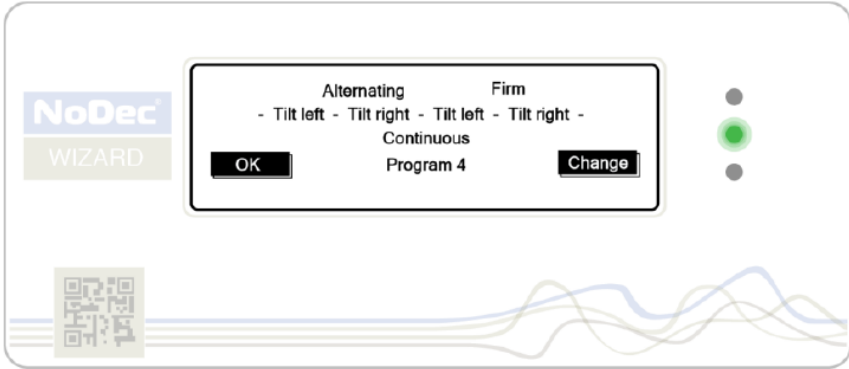 NoDec®
WIZARD
Alternating Firm
- Tilt left - Tilt right - Tilt left - Tilt right -
Continuous
OK Program 4 Change